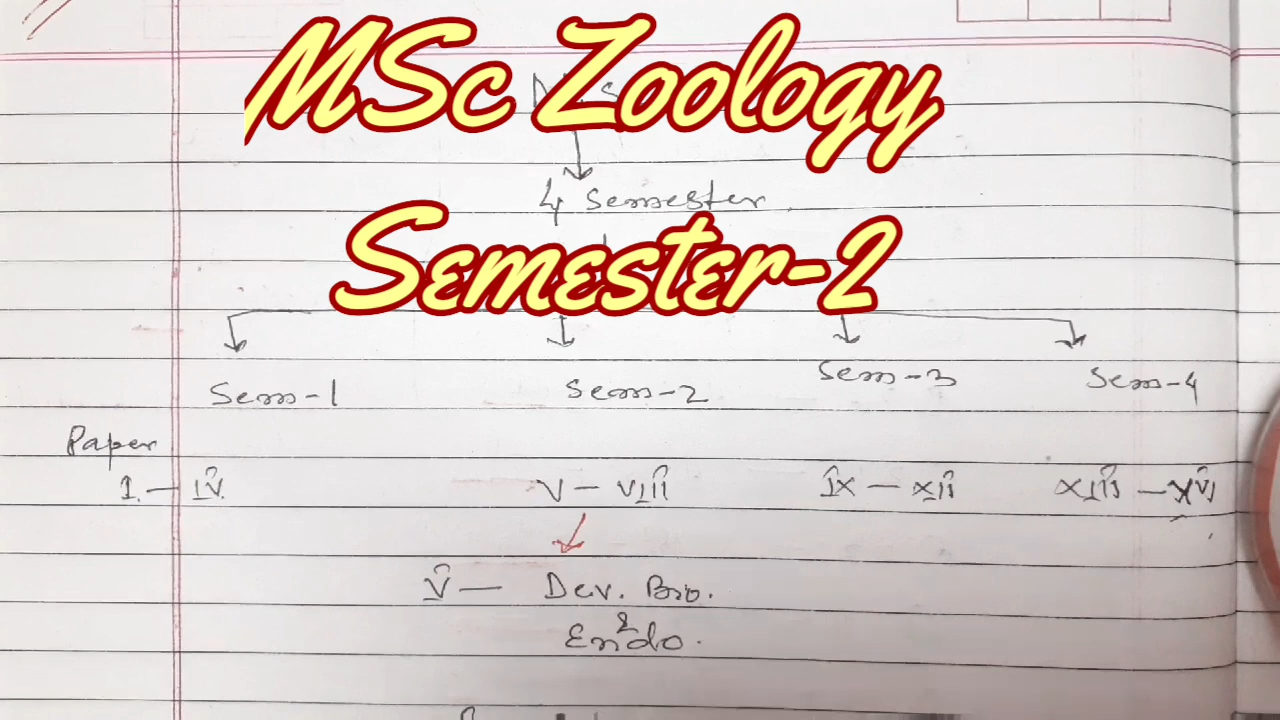 MSc Zoology
4 Semester
Semester-2
Sem-1 Sem-2 Sem-3 Sem-4
Paper
I - IV V - VIII IX - XII XIII - XVI
V - Dev. Bio.
&
Endo.